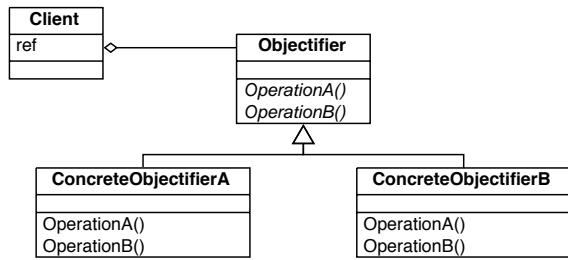 Client
ref
Objectifier
OperationA()
OperationB()
ConcreteObjectifierA
OperationA()
OperationB()
ConcreteObjectifierB
OperationA()
OperationB()